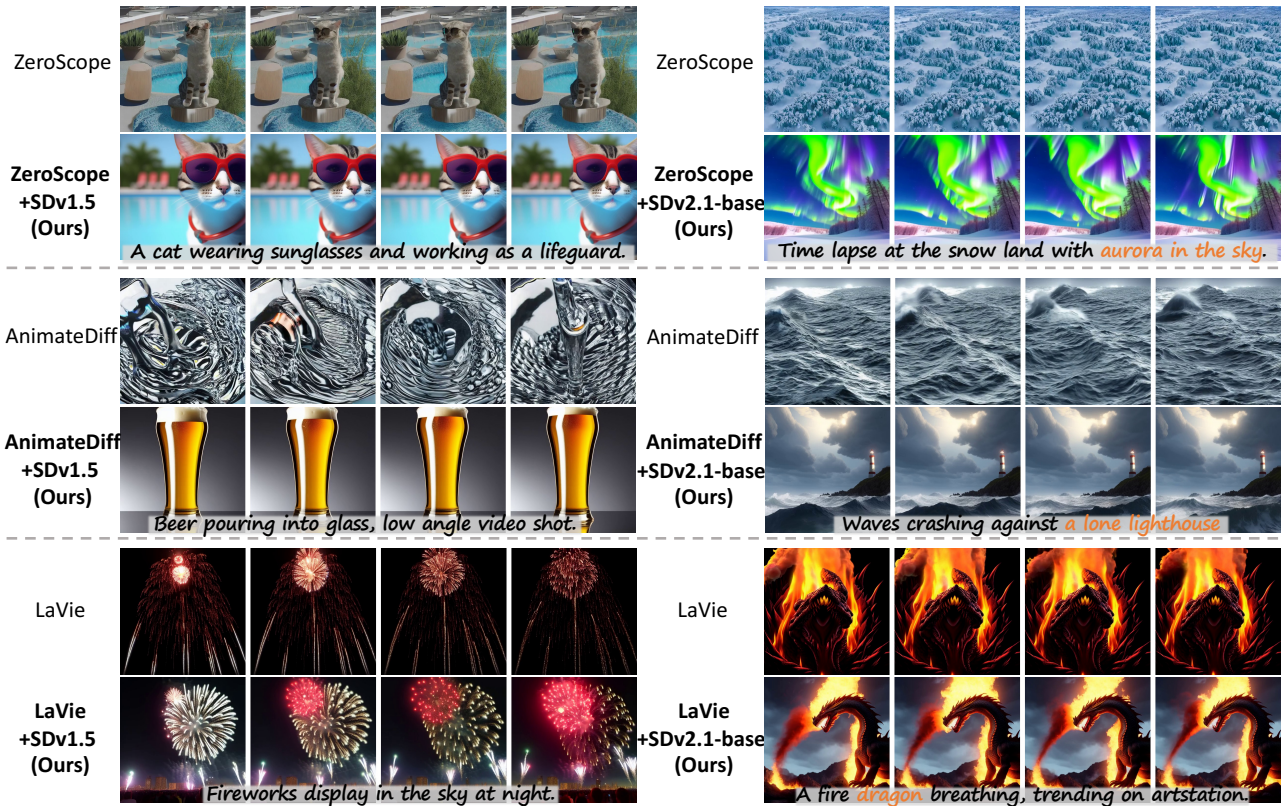 ZeroScope
ZeroScope
+SDv1.5
(Ours)
A cat wearing sunglasses and working as a lifeguard.
ZeroScope
ZeroScope
+SDv2.1-base
(Ours)
Time lapse at the snow land with aurora in the sky.
AnimateDiff
AnimateDiff
+SDv1.5
(Ours)
Beer pouring into glass, low angle video shot.
AnimateDiff
AnimateDiff
+SDv2.1-base
(Ours)
Waves crashing against a lone lighthouse
LaVie
LaVie
+SDv1.5
(Ours)
Fireworks display in the sky at night.
LaVie
LaVie
+SDv2.1-base
(Ours)
A fire dragon breathing, trending on artstation.